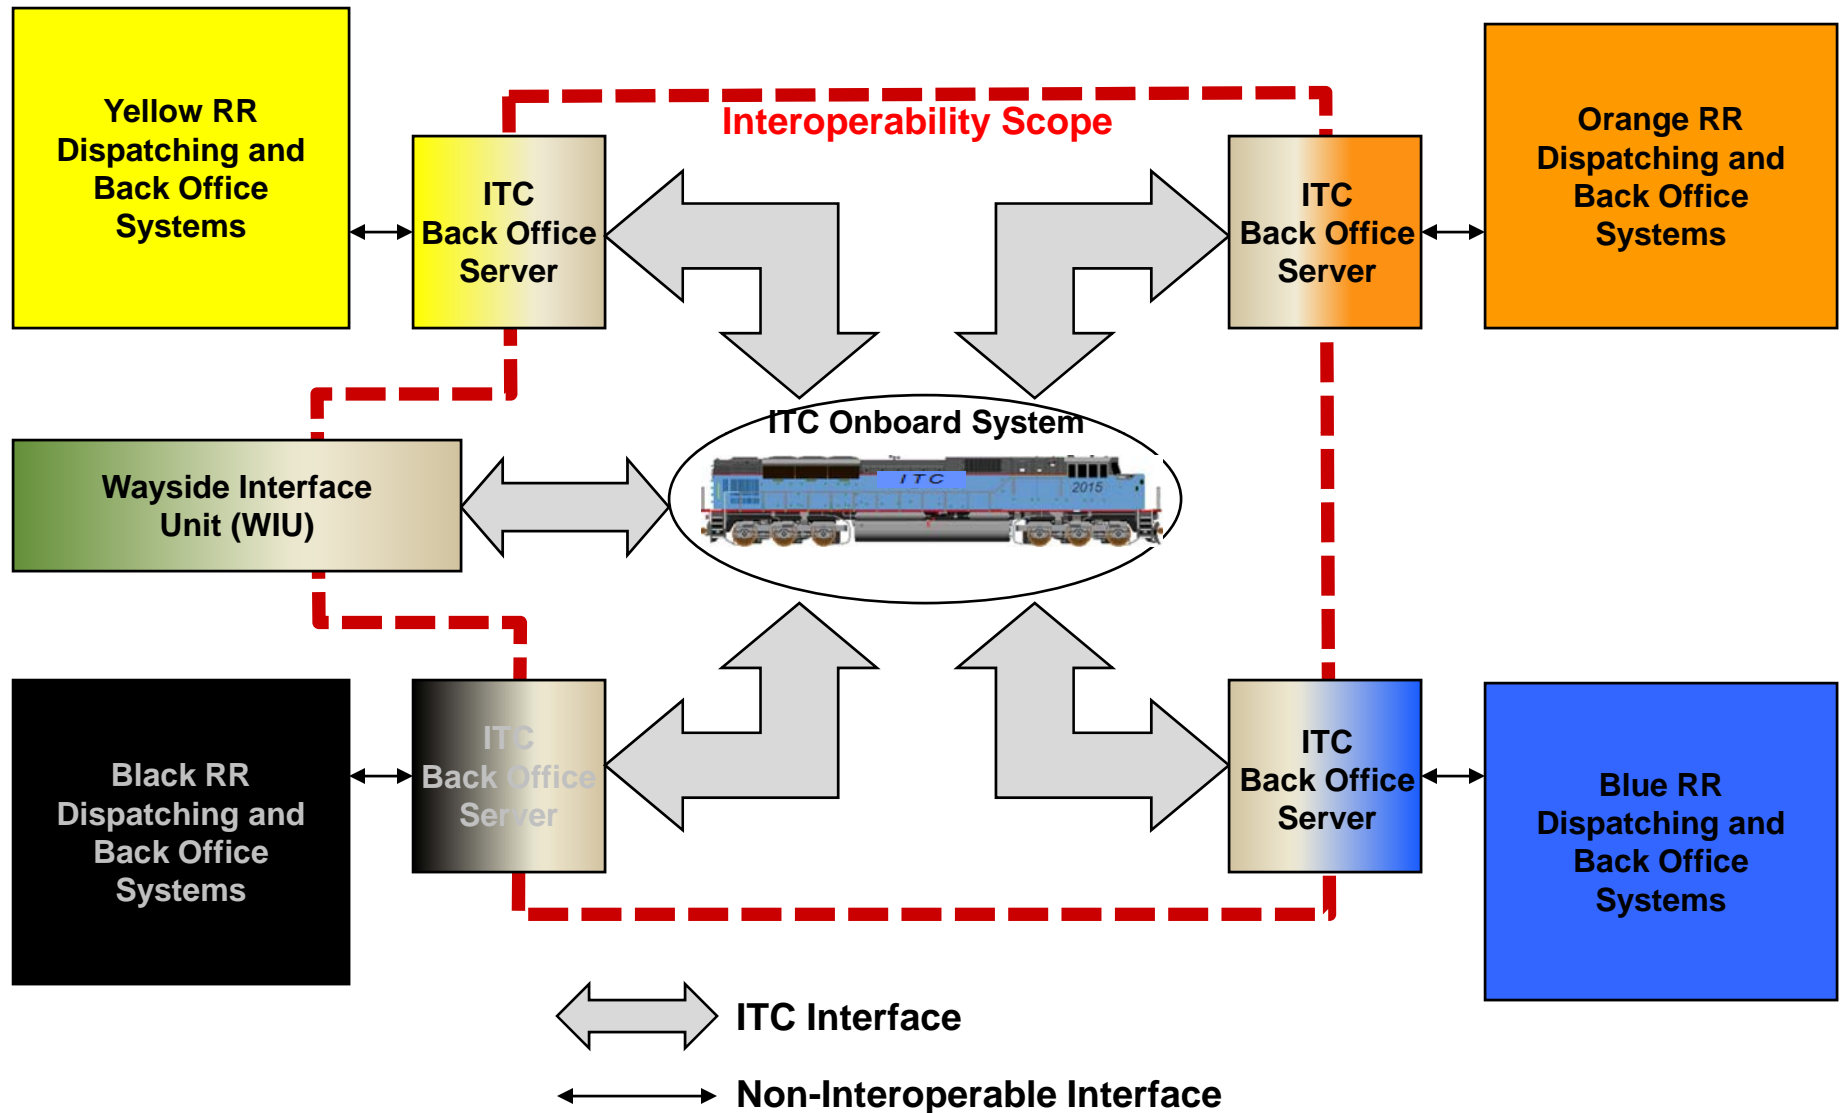 Yellow RR
Dispatching and
Back Office
Systems
Interoperability Scope
ITC
Back Office
Server
ITC
Back Office
Server
Orange RR
Dispatching and
Back Office
Systems
ITC Onboard System
ITC
2015
Wayside Interface
Unit (WIU)
Black RR
Dispatching and
Back Office
Systems
ITC
Back Office
Server
ITC
Back Office
Server
Blue RR
Dispatching and
Back Office
Systems
ITC Interface
Non-Interoperable Interface